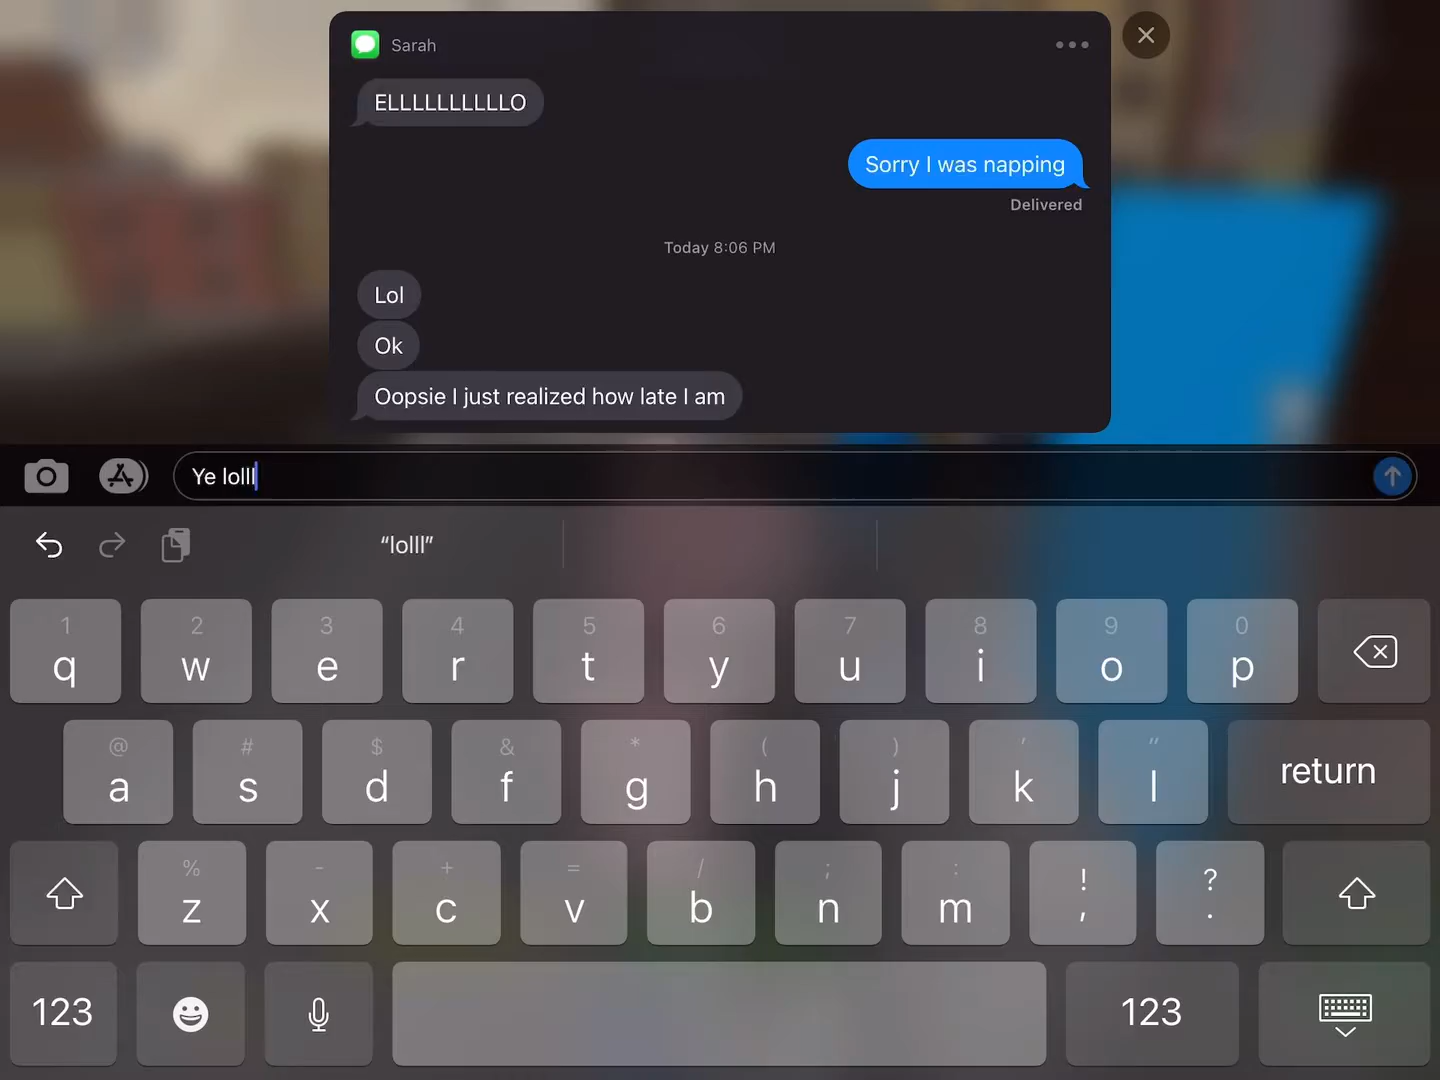 Sarah
ELLLLLLLLLLO
Sorry I was napping
Delivered
Today 8:06 PM
Lol
Ok
Oopsie I just realized how late I am
Ye lolll
“lolll”
1 2 3 4 5 6 7 8 9 0
q w e r t y u i o p
@ # $ & * ( ) ' "
a s d f g h j k l return
% - + = / ; : ! ?
z x c v b n m , .
123 123